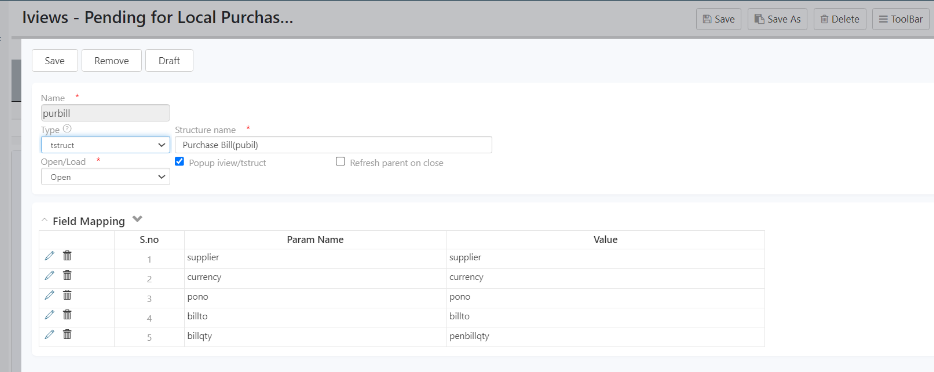 Iviews - Pending for Local Purchas...
Save
Save As
Delete
ToolBar
Save
Remove
Draft
Name *
purbill
Type ? Structure name *
tstruct Purchase Bill(pubil)
Open/Load * Popup iview/tstruct Refresh parent on close
Open
Field Mapping
S.no Param Name Value
1 supplier supplier
2 currency currency
3 pono pono
4 billto billto
5 billqty penbillqty